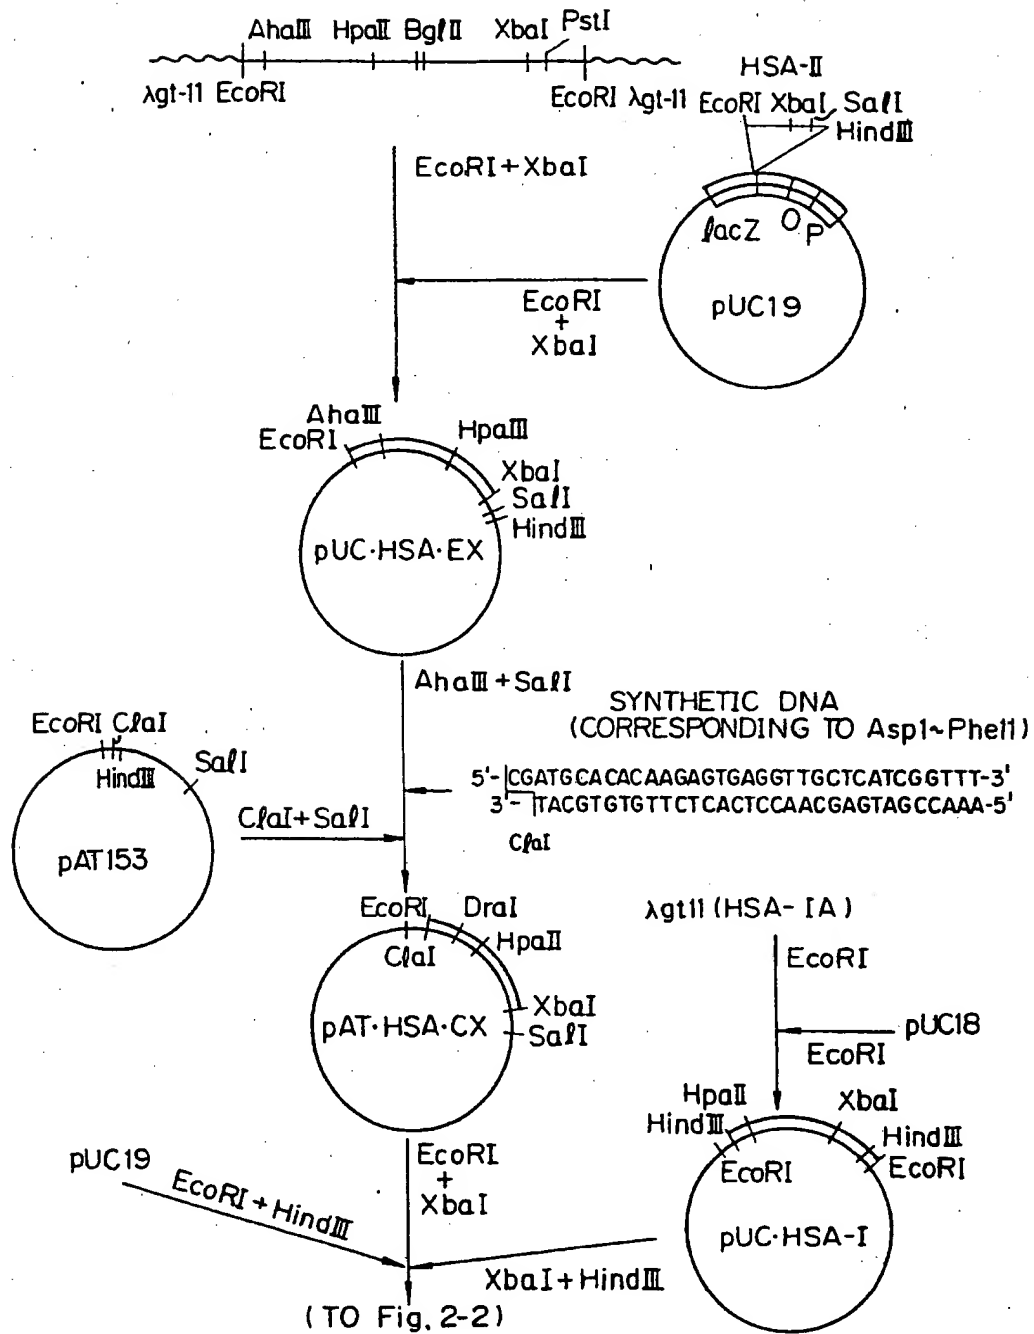 AhaIII HpaII BglII XbaI PstI
λgt-11 EcoRI EcoRI λgt-11
HSA-II
EcoRI XbaI SalI
HindIII
EcoRI+XbaI
lacZ O P
pUC19
EcoRI
+
XbaI
AhaIII
EcoRI
HpaIII
XbaI
SalI
HindIII
pUC·HSA·EX
AhaIII+SalI
SYNTHETIC DNA
(CORRESPONDING TO Asp1~Phe11)
5'-CGATGCACACAAGAGTGAGGTTGCTCATCGGTTT-3'
3'-TACGTGTGTTCTCACTCCAACGAGTAGCCAAA-5'
ClaI
EcoRI ClaI
HindIII
SalI
pAT153
ClaI+SalI
EcoRI DraI
HpaII
ClaI
XbaI
SalI
pAT·HSA·CX
λgt11(HSA-IA)
EcoRI
pUC18
EcoRI
HpaII
HindIII
XbaI
HindIII
EcoRI
EcoRI
pUC·HSA-I
pUC19
EcoRI+HindIII
EcoRI
+
XbaI
XbaI+HindIII
(TO Fig. 2-2)